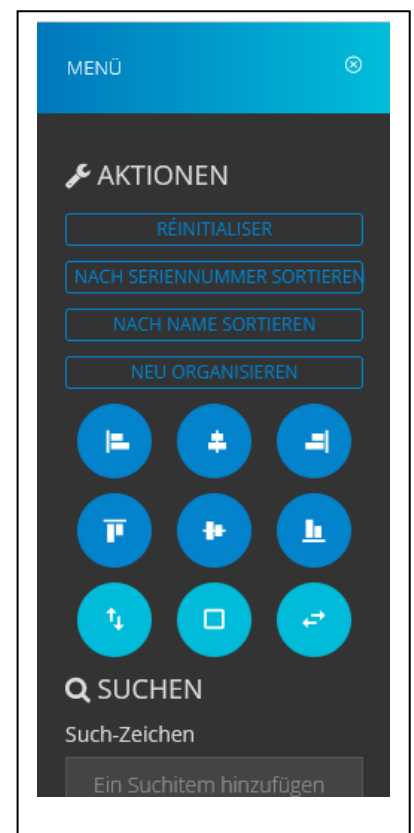 MENÜ
AKTIONEN
RÉINITIALISER
NACH SERIENNUMMER SORTIEREN
NACH NAME SORTIEREN
NEU ORGANISIEREN
SUCHEN
Such-Zeichen
Ein Suchitem hinzufügen